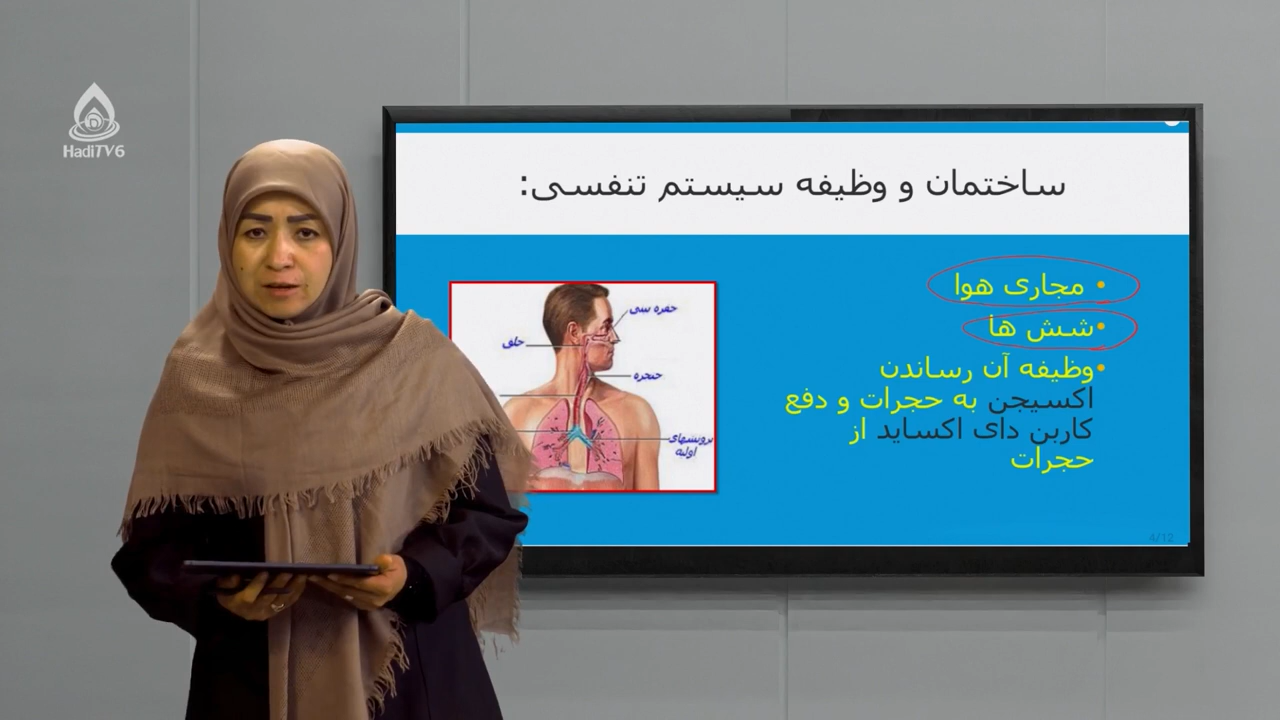 HadiTV6
ساختمان و وظیفه سیستم تنفسی:
• مجاری هوا
• شش ها
• وظیفه آن رساندن
اکسیجن به حجرات و دفع
کاربن دای اکساید از
حجرات
حفره
حلق
حنجره
برونشهای
اولیه
4/12